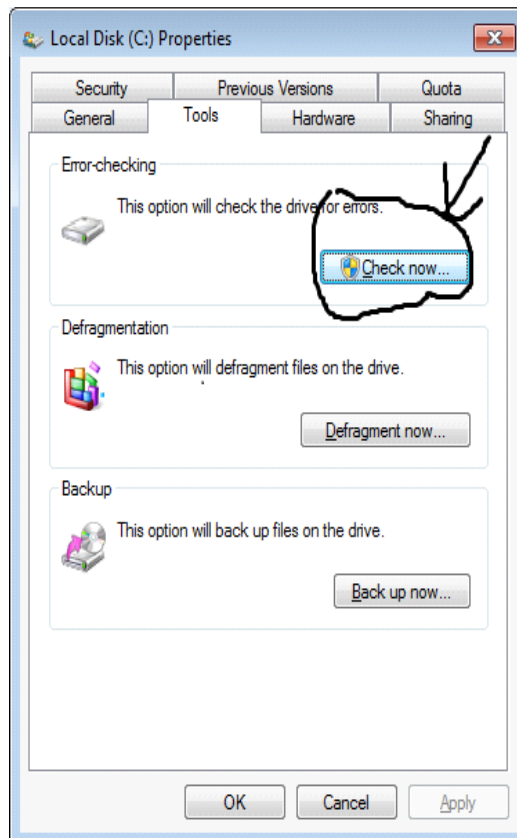 Local Disk (C:) Properties
Security Previous Versions Quota
General Tools Hardware Sharing
Error-checking
This option will check the drive for errors.
Check now...
Defragmentation
This option will defragment files on the drive.
Defragment now...
Backup
This option will back up files on the drive.
Back up now...
OK Cancel Apply